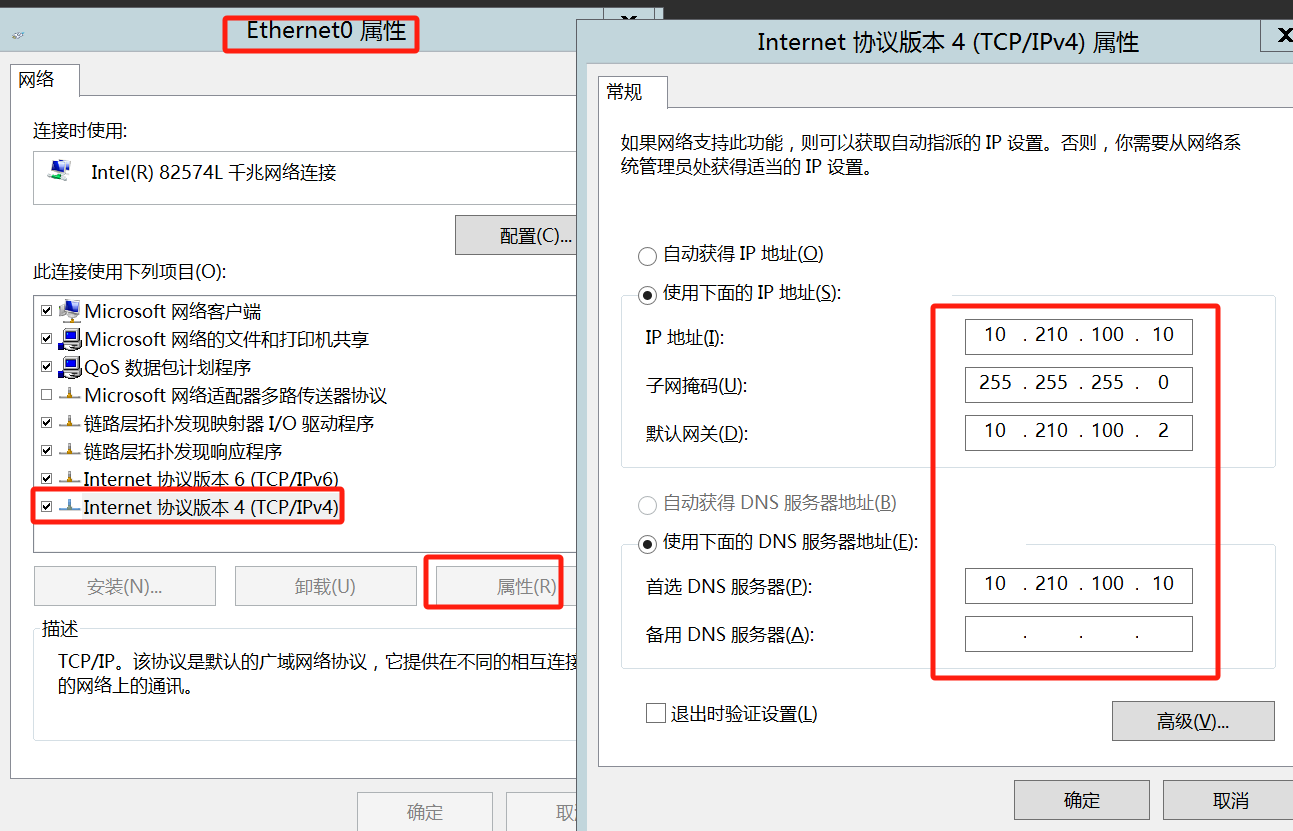 Ethernet0 属性
网络
连接时使用:
Intel(R) 82574L 千兆网络连接
配置(C)...
此连接使用下列项目(O):
Microsoft 网络客户端
Microsoft 网络的文件和打印机共享
QoS 数据包计划程序
Microsoft 网络适配器多路传送器协议
链路层拓扑发现映射器 I/O 驱动程序
链路层拓扑发现响应程序
Internet 协议版本 6 (TCP/IPv6)
Internet 协议版本 4 (TCP/IPv4)
安装(N)...
卸载(U)
属性(R)
描述
TCP/IP。该协议是默认的广域网络协议，它提供在不同的相互连接
的网络上的通讯。
确定
取
Internet 协议版本 4 (TCP/IPv4) 属性
常规
如果网络支持此功能，则可以获取自动指派的 IP 设置。否则，你需要从网络系
统管理员处获得适当的 IP 设置。
自动获得 IP 地址(O)
使用下面的 IP 地址(S):
IP 地址(I): 10 . 210 . 100 . 10
子网掩码(U): 255 . 255 . 255 . 0
默认网关(D): 10 . 210 . 100 . 2
自动获得 DNS 服务器地址(B)
使用下面的 DNS 服务器地址(E):
首选 DNS 服务器(P): 10 . 210 . 100 . 10
备用 DNS 服务器(A): . . .
退出时验证设置(L)
高级(V)...
确定
取消